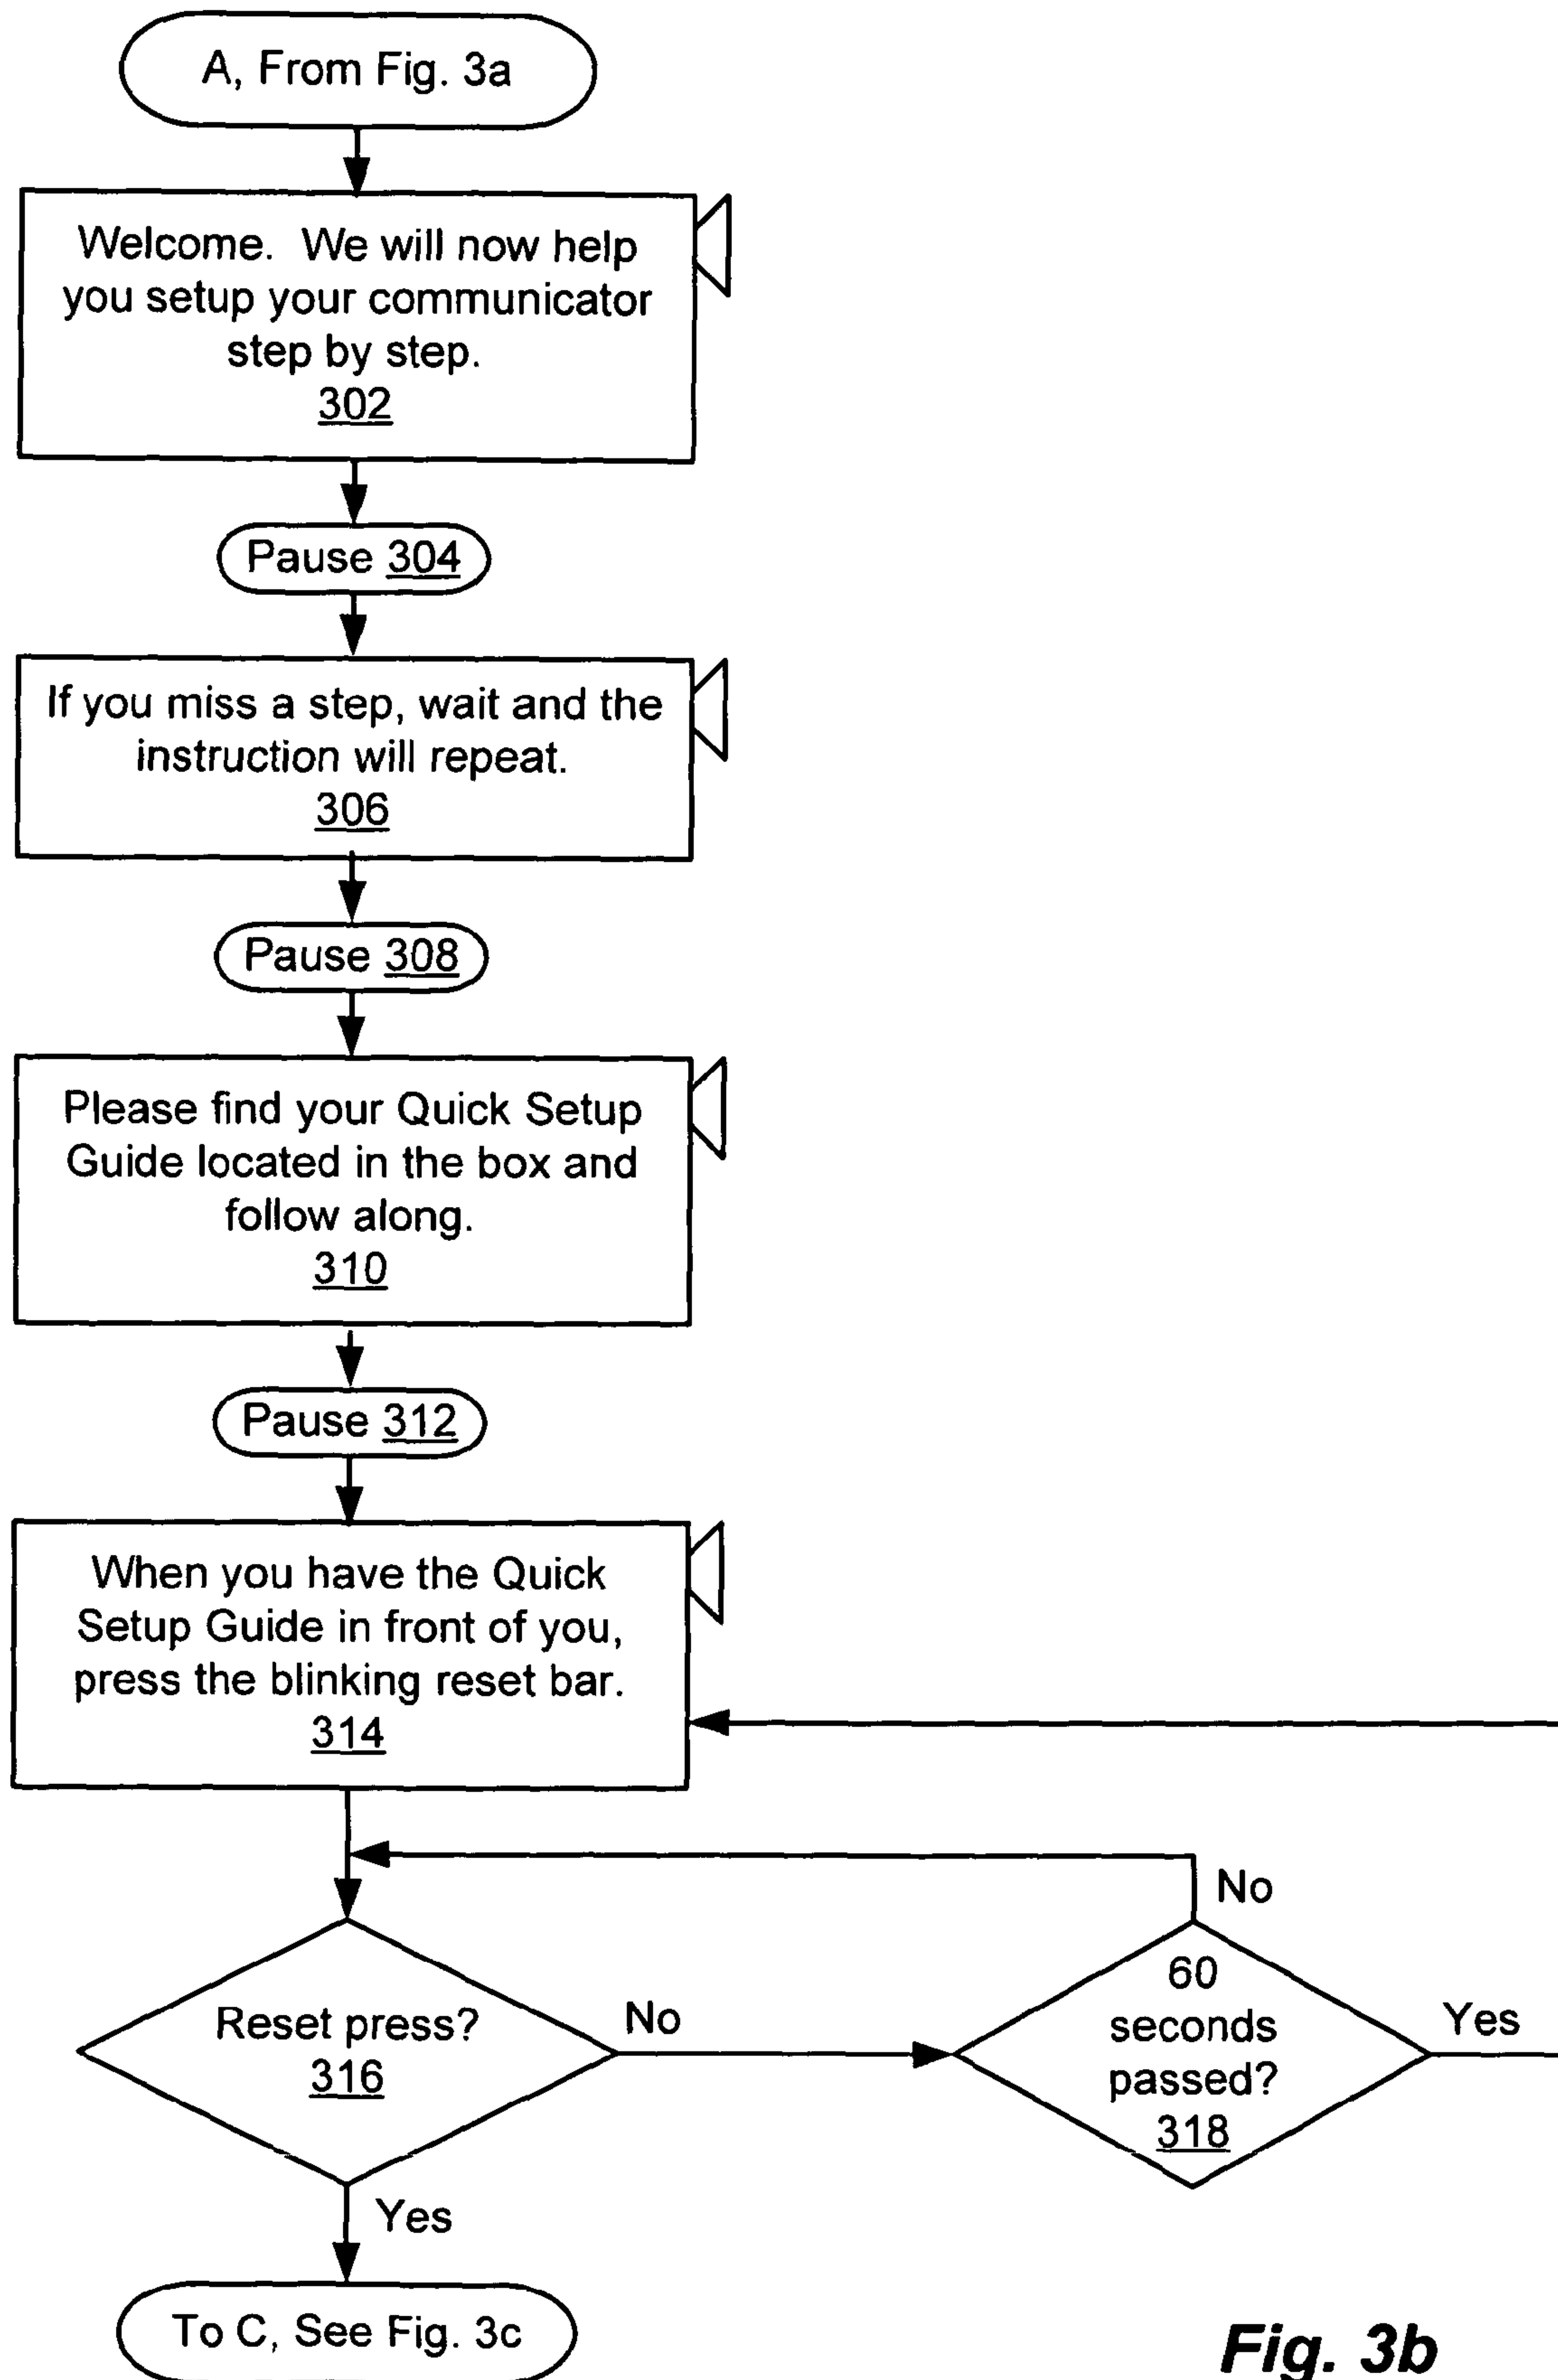 A, From Fig. 3a
Welcome. We will now help
you setup your communicator
step by step.
302
Pause 304
If you miss a step, wait and the
instruction will repeat.
306
Pause 308
Please find your Quick Setup
Guide located in the box and
follow along.
310
Pause 312
When you have the Quick
Setup Guide in front of you,
press the blinking reset bar.
314
Reset press?
316
No
60
seconds
passed?
318
No
Yes
Yes
To C, See Fig. 3c
Fig. 3b